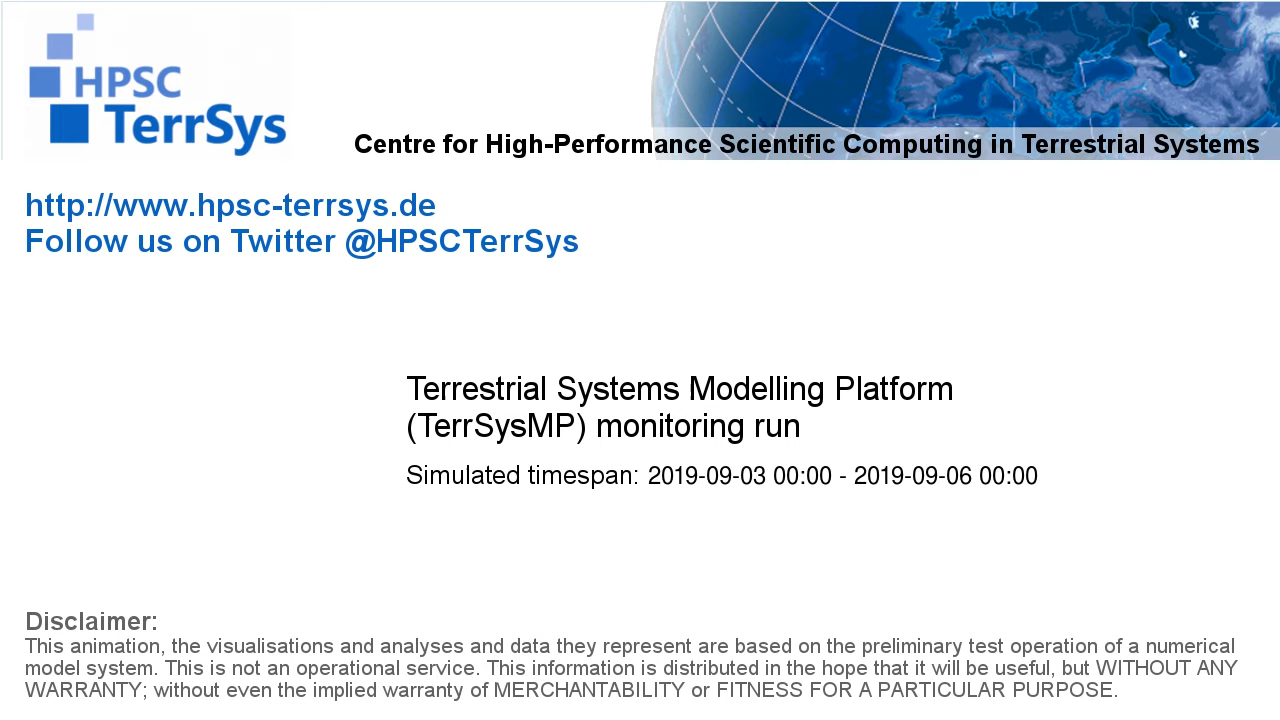 HPSC
TerrSys
Centre for High-Performance Scientific Computing in Terrestrial Systems
http://www.hpsc-terrsys.de
Follow us on Twitter @HPSCTerrSys
Terrestrial Systems Modelling Platform
(TerrSysMP) monitoring run
Simulated timespan: 2019-09-03 00:00 - 2019-09-06 00:00
Disclaimer:
This animation, the visualisations and analyses and data they represent are based on the preliminary test operation of a numerical
model system. This is not an operational service. This information is distributed in the hope that it will be useful, but WITHOUT ANY
WARRANTY; without even the implied warranty of MERCHANTABILITY or FITNESS FOR A PARTICULAR PURPOSE.